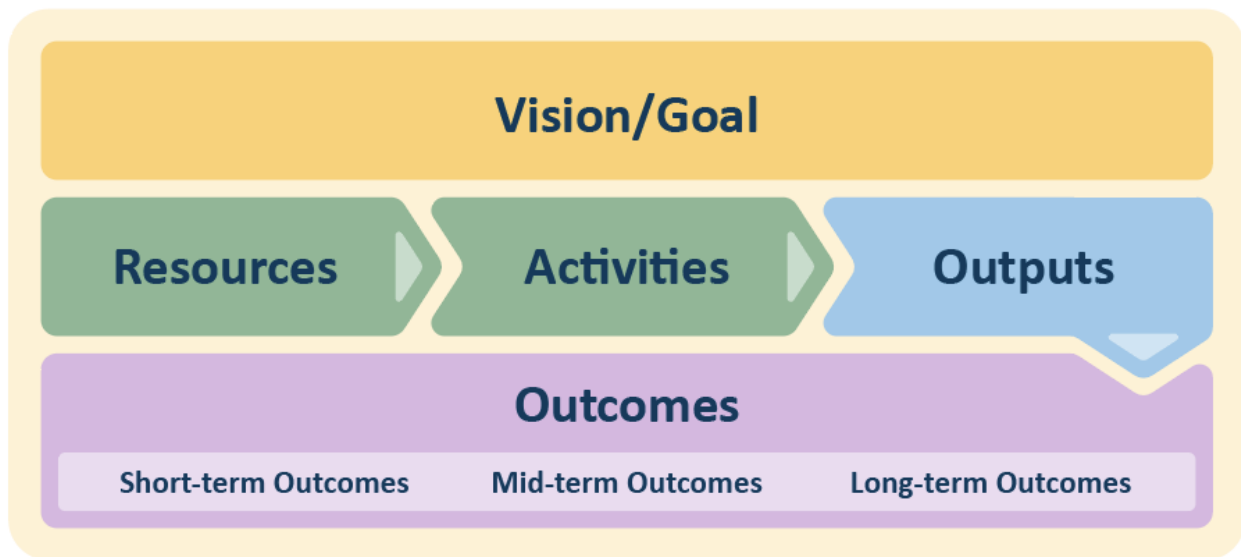 Vision/Goal
Resources
Activities
Outputs
Outcomes
Short-term Outcomes
Mid-term Outcomes
Long-term Outcomes